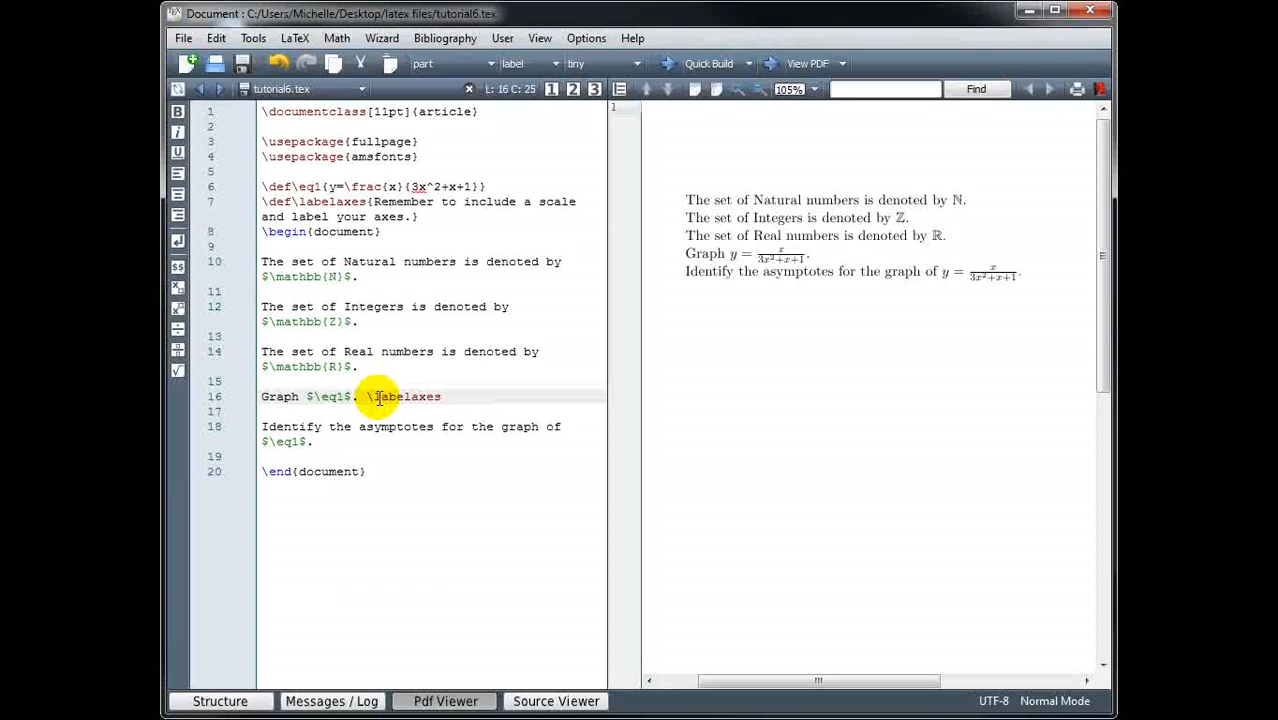 Document : C:/Users/Michelle/Desktop/latex files/tutorial6.tex
File Edit Tools LaTeX Math Wizard Bibliography User View Options Help
part label tiny Quick Build View PDF
tutorial6.tex L: 16 C: 25 1 2 3 105% Find
1 \documentclass[11pt]{article}
2
3 \usepackage{fullpage}
4 \usepackage{amsfonts}
5
6 \def\eq1{y=\frac{x}{3x^2+x+1}}
7 \def\labelaxes{Remember to include a scale
and label your axes.}
8 \begin{document}
9
10 The set of Natural numbers is denoted by
$\mathbb{N}$.
11
12 The set of Integers is denoted by
$\mathbb{Z}$.
13
14 The set of Real numbers is denoted by
$\mathbb{R}$.
15
16 Graph $\eq1$. \labelaxes
17
18 Identify the asymptotes for the graph of
$\eq1$.
19
20 \end{document}
1
The set of Natural numbers is denoted by ℕ.
The set of Integers is denoted by ℤ.
The set of Real numbers is denoted by ℝ.
Graph y = x/3x²+x+1.
Identify the asymptotes for the graph of y = x/3x²+x+1.
Structure Messages / Log Pdf Viewer Source Viewer UTF-8 Normal Mode